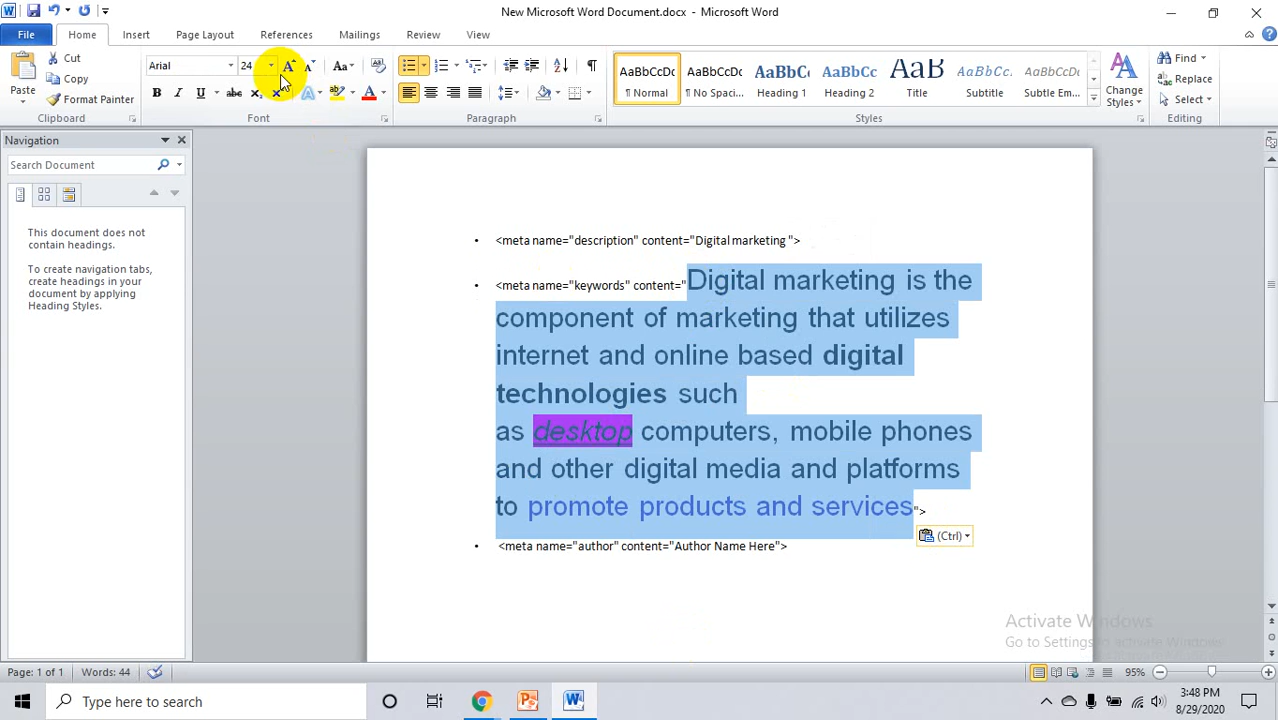 New Microsoft Word Document.docx - Microsoft Word
File Home Insert Page Layout References Mailings Review View
Paste
Cut
Copy
Format Painter
Clipboard
Arial 24
Font
Paragraph
AaBbCcDc AaBbCcDc AaBbCc AaBbCc AaB AaBbCcL AaBbCcDt
¶ Normal ¶ No Spaci... Heading 1 Heading 2 Title Subtitle Subtle Em...
Change Styles
Styles
Find
Replace
Select
Editing
Navigation
Search Document
This document does not
contain headings.
To create navigation tabs,
create headings in your
document by applying
Heading Styles.
• <meta name="description" content="Digital marketing ">
• <meta name="keywords" content="Digital marketing is the
component of marketing that utilizes
internet and online based digital
technologies such
as desktop computers, mobile phones
and other digital media and platforms
to promote products and services">
(Ctrl)
• <meta name="author" content="Author Name Here">
Activate Windows
Go to Settings to activate Windows.
Page: 1 of 1 Words: 44 95%
Type here to search
3:48 PM
8/29/2020